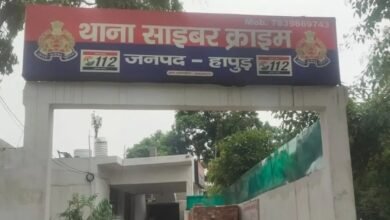 Mob. 7839869743
थाना साइबर क्राइम
112
112
जनपद - हापुड़